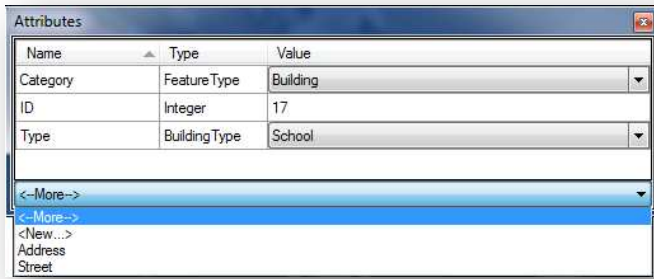 Attributes
Name Type Value
Category FeatureType Building
ID Integer 17
Type BuildingType School
<--More-->
<--More-->
<New...>
Address
Street